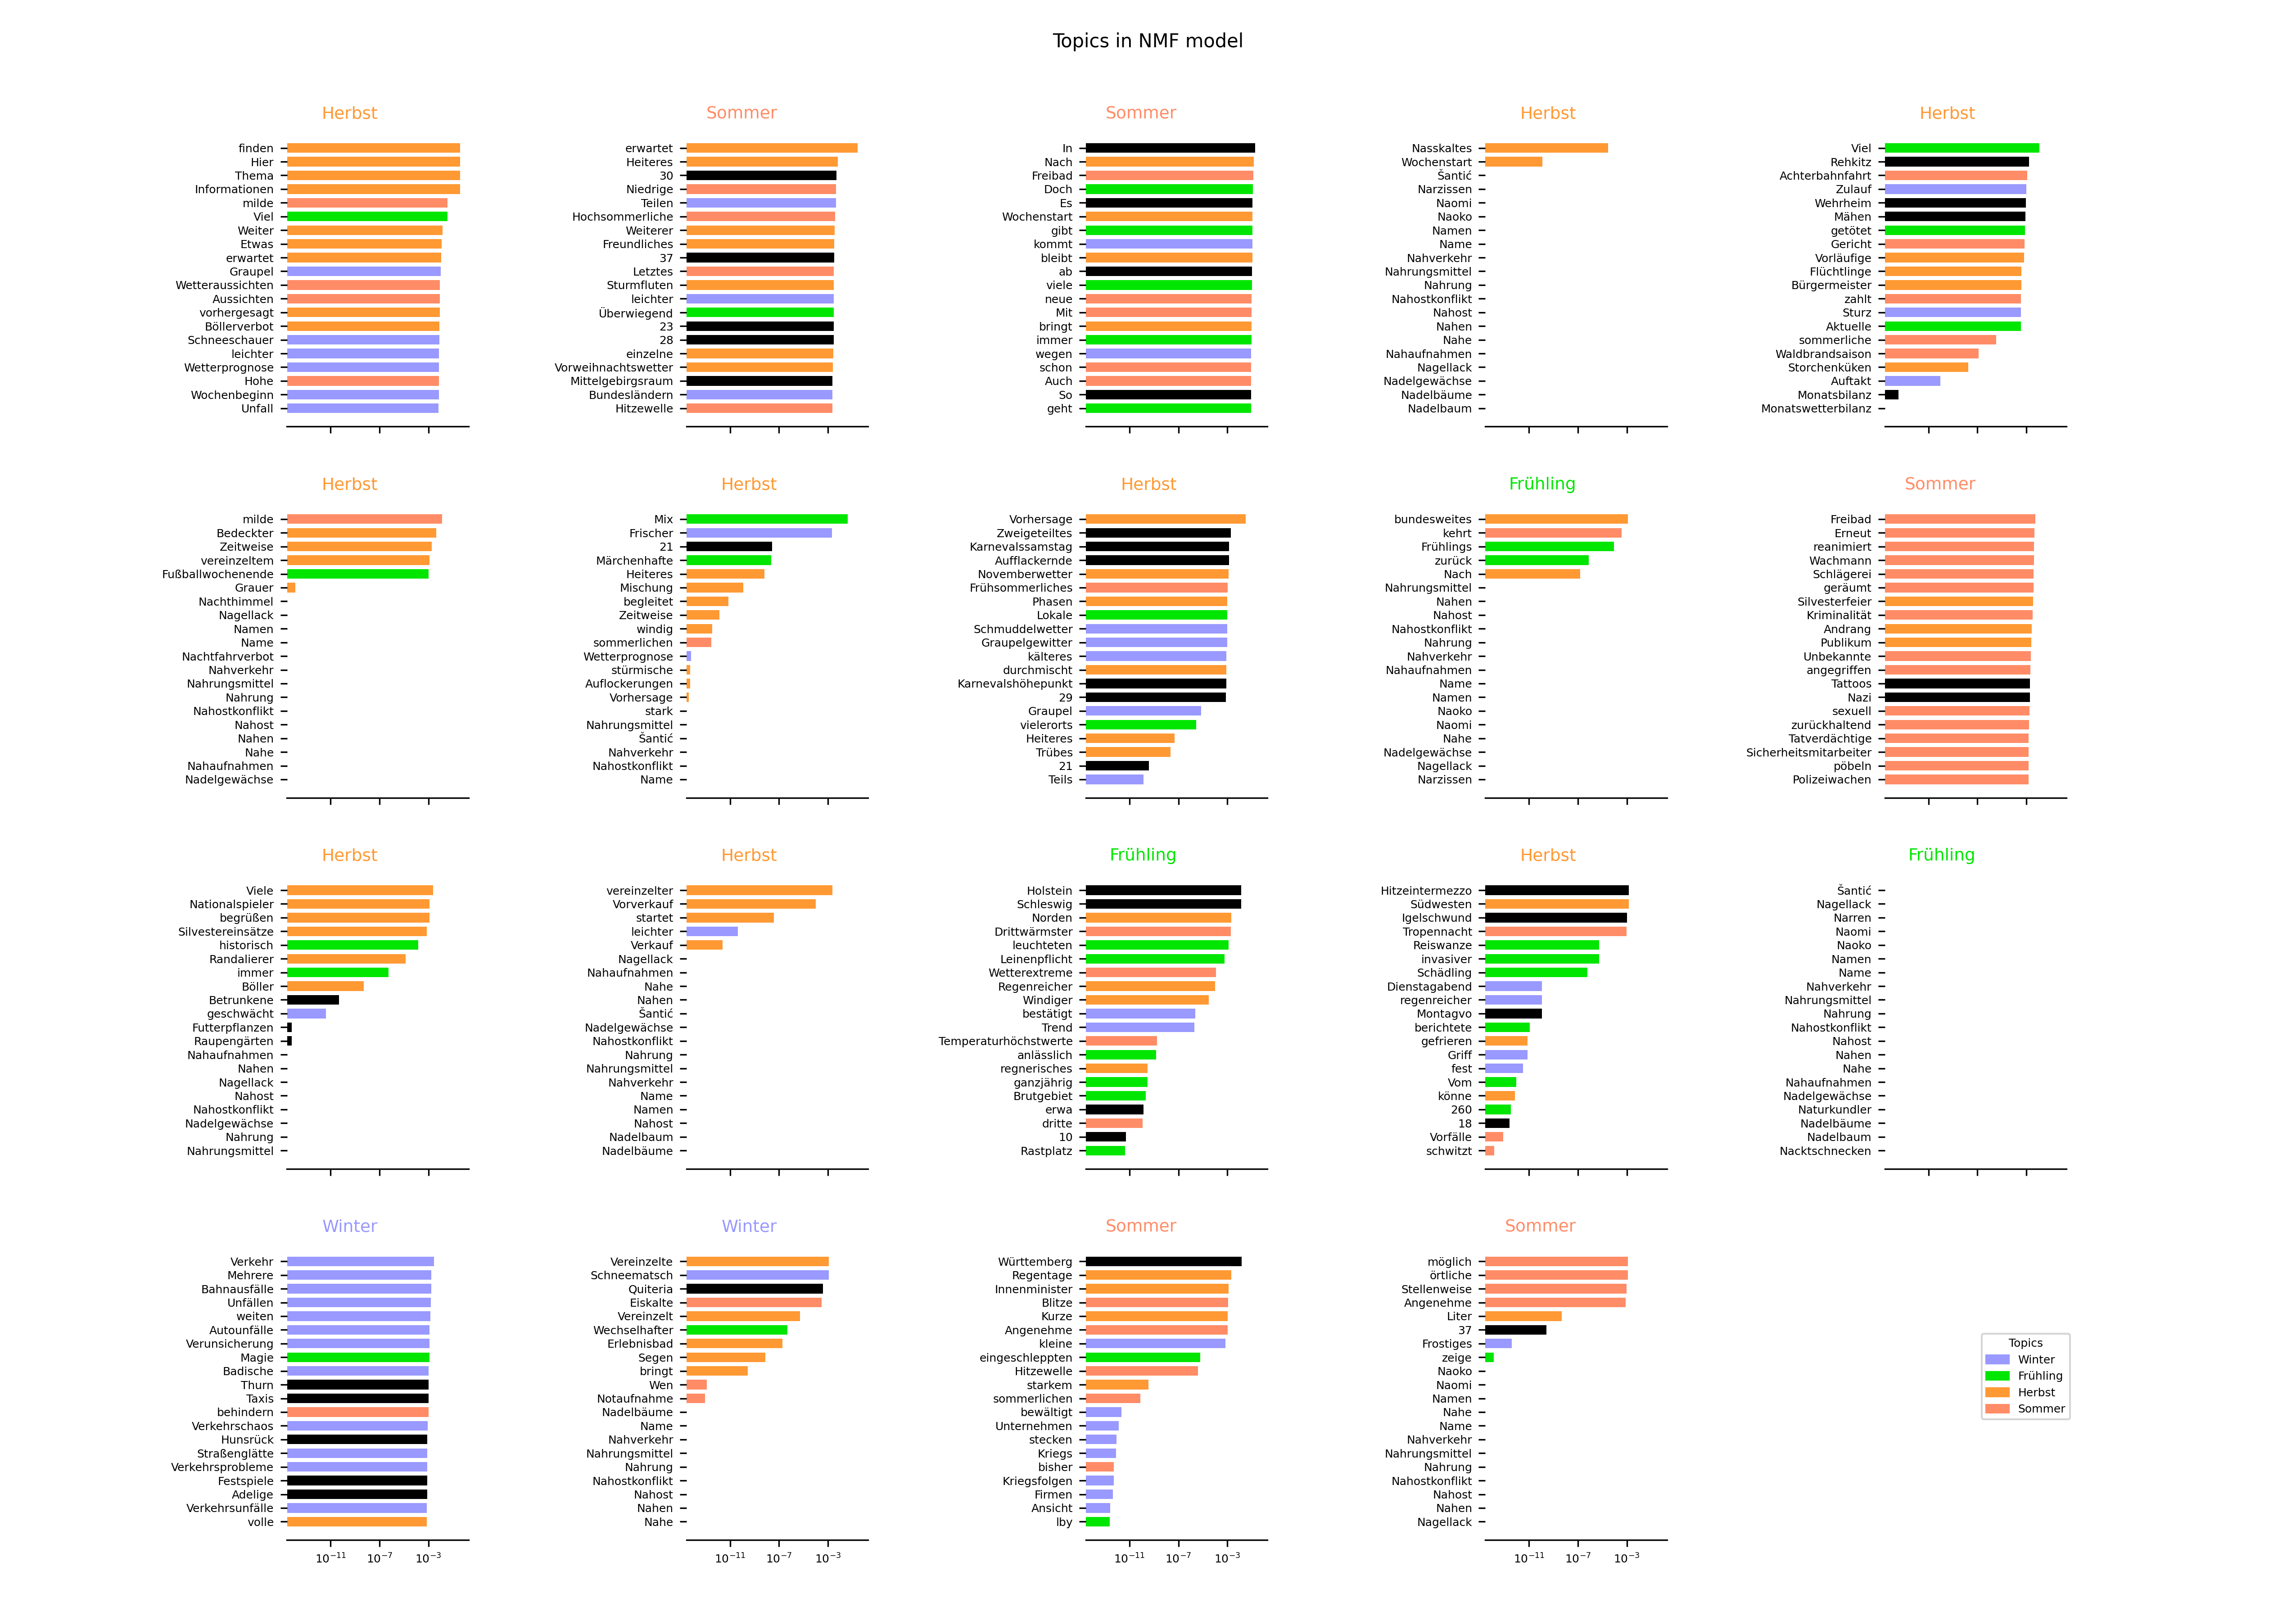 Topics in NMF model
Herbst
finden
Hier
Thema
Informationen
milde
Viel
Weiter
Etwas
erwartet
Graupel
Wetteraussichten
Aussichten
vorhergesagt
Böllerverbot
Schneeschauer
leichter
Wetterprognose
Hohe
Wochenbeginn
Unfall
Sommer
erwartet
Heiteres
30
Niedrige
Teilen
Hochsommerliche
Weiterer
Freundliches
37
Letztes
Sturmfluten
leichter
Überwiegend
23
28
einzelne
Vorweihnachtswetter
Mittelgebirgsraum
Bundesländern
Hitzewelle
Sommer
In
Nach
Freibad
Doch
Es
Wochenstart
gibt
kommt
bleibt
ab
viele
neue
Mit
bringt
immer
wegen
schon
Auch
So
geht
Herbst
Nasskaltes
Wochenstart
Šantić
Narzissen
Naomi
Naoko
Namen
Name
Nahverkehr
Nahrungsmittel
Nahrung
Nahostkonflikt
Nahost
Nahen
Nahe
Nahaufnahmen
Nagellack
Nadelgewächse
Nadelbäume
Nadelbaum
Herbst
Viel
Rehkitz
Achterbahnfahrt
Zulauf
Wehrheim
Mähen
getötet
Gericht
Vorläufige
Flüchtlinge
Bürgermeister
zahlt
Sturz
Aktuelle
sommerliche
Waldbrandsaison
Storchenküken
Auftakt
Monatsbilanz
Monatswetterbilanz
Herbst
milde
Bedeckter
Zeitweise
vereinzeltem
Fußballwochenende
Grauer
Nachthimmel
Nagellack
Namen
Name
Nachtfahrverbot
Nahverkehr
Nahrungsmittel
Nahrung
Nahostkonflikt
Nahost
Nahen
Nahe
Nahaufnahmen
Nadelgewächse
Herbst
Mix
Frischer
21
Märchenhafte
Heiteres
Mischung
begleitet
Zeitweise
windig
sommerlichen
Wetterprognose
stürmische
Auflockerungen
Vorhersage
stark
Nahrungsmittel
Šantić
Nahverkehr
Nahostkonflikt
Name
Herbst
Vorhersage
Zweigeteiltes
Karnevalssamstag
Aufflackernde
Novemberwetter
Frühsommerliches
Phasen
Lokale
Schmuddelwetter
Graupelgewitter
kälteres
durchmischt
Karnevalshöhepunkt
29
Graupel
vielerorts
Heiteres
Trübes
21
Teils
Frühling
bundesweites
kehrt
Frühlings
zurück
Nach
Nahrungsmittel
Nahen
Nahost
Nahostkonflikt
Nahrung
Nahverkehr
Nahaufnahmen
Name
Namen
Naoko
Naomi
Nahe
Nadelgewächse
Nagellack
Narzissen
Sommer
Freibad
Erneut
reanimiert
Wachmann
Schlägerei
geräumt
Silvesterfeier
Kriminalität
Andrang
Publikum
Unbekannte
angegriffen
Tattoos
Nazi
sexuell
zurückhaltend
Tatverdächtige
Sicherheitsmitarbeiter
pöbeln
Polizeiwachen
Herbst
Viele
Nationalspieler
begrüßen
Silvestereinsätze
historisch
Randalierer
immer
Böller
Betrunkene
geschwächt
Futterpflanzen
Raupengärten
Nahaufnahmen
Nahen
Nagellack
Nahost
Nahostkonflikt
Nadelgewächse
Nahrung
Nahrungsmittel
Herbst
vereinzelter
Vorverkauf
startet
leichter
Verkauf
Nagellack
Nahaufnahmen
Nahe
Nahen
Šantić
Nadelgewächse
Nahostkonflikt
Nahrung
Nahrungsmittel
Nahverkehr
Name
Namen
Nahost
Nadelbaum
Nadelbäume
Frühling
Holstein
Schleswig
Norden
Drittwärmster
leuchteten
Leinenpflicht
Wetterextreme
Regenreicher
Windiger
bestätigt
Trend
Temperaturhöchstwerte
anlässlich
regnerisches
ganzjährig
Brutgebiet
erwa
dritte
10
Rastplatz
Herbst
Hitzeintermezzo
Südwesten
Igelschwund
Tropennacht
Reiswanze
invasiver
Schädling
Dienstagabend
regenreicher
Montagvo
berichtete
gefrieren
Griff
fest
Vom
könne
260
18
Vorfälle
schwitzt
Frühling
Šantić
Nagellack
Narren
Naomi
Naoko
Namen
Name
Nahverkehr
Nahrungsmittel
Nahrung
Nahostkonflikt
Nahost
Nahen
Nahe
Nahaufnahmen
Nadelgewächse
Naturkundler
Nadelbäume
Nadelbaum
Nacktschnecken
Winter
Verkehr
Mehrere
Bahnausfälle
Unfällen
weiten
Autounfälle
Verunsicherung
Magie
Badische
Thurn
Taxis
behindern
Verkehrschaos
Hunsrück
Straßenglätte
Verkehrsprobleme
Festspiele
Adelige
Verkehrsunfälle
volle
10⁻¹¹ 10⁻⁷ 10⁻³
Winter
Vereinzelte
Schneematsch
Quiteria
Eiskalte
Vereinzelt
Wechselhafter
Erlebnisbad
Segen
bringt
Wen
Notaufnahme
Nadelbäume
Name
Nahverkehr
Nahrungsmittel
Nahrung
Nahostkonflikt
Nahost
Nahen
Nahe
10⁻¹¹ 10⁻⁷ 10⁻³
Sommer
Württemberg
Regentage
Innenminister
Blitze
Kurze
Angenehme
kleine
eingeschleppten
Hitzewelle
starkem
sommerlichen
bewältigt
Unternehmen
stecken
Kriegs
bisher
Kriegsfolgen
Firmen
Ansicht
lby
10⁻¹¹ 10⁻⁷ 10⁻³
Sommer
möglich
örtliche
Stellenweise
Angenehme
Liter
37
Frostiges
zeige
Naoko
Naomi
Namen
Nahe
Name
Nahverkehr
Nahrungsmittel
Nahrung
Nahostkonflikt
Nahost
Nahen
Nagellack
10⁻¹¹ 10⁻⁷ 10⁻³
Topics
Winter
Frühling
Herbst
Sommer